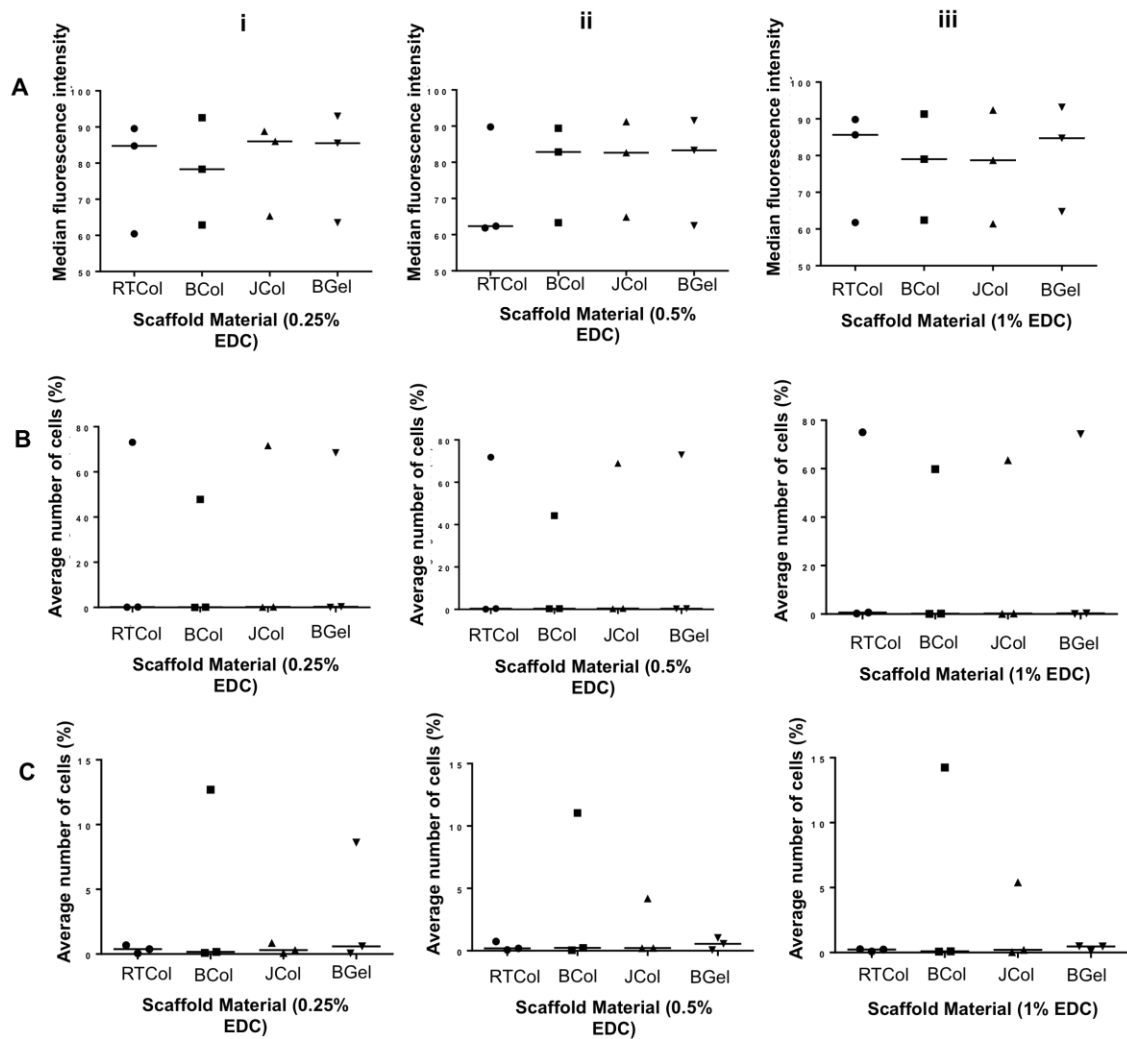 i
ii
iii
A
Median fluorescence intensity
100
90
80
70
60
50
RTCol BCol JCol BGel
Scaffold Material (0.25%
EDC)
Median fluorescence intensity
100
90
80
70
60
50
RTCol BCol JCol BGel
Scaffold Material (0.5%
EDC)
Median fluorescence intensity
100
90
80
70
60
50
RTCol BCol JCol BGel
Scaffold Material (1% EDC)
B
Average number of cells (%)
80
60
40
20
0
RTCol BCol JCol BGel
Scaffold Material (0.25%
EDC)
Average number of cells (%)
80
60
40
20
0
RTCol BCol JCol BGel
Scaffold Material (0.5%
EDC)
Average number of cells (%)
80
60
40
20
0
RTCol BCol JCol BGel
Scaffold Material (1% EDC)
C
Average number of cells (%)
15
10
5
0
RTCol BCol JCol BGel
Scaffold Material (0.25%
EDC)
Average number of cells (%)
15
10
5
0
RTCol BCol JCol BGel
Scaffold Material (0.5%
EDC)
Average number of cells (%)
15
10
5
0
RTCol BCol JCol BGel
Scaffold Material (1% EDC)